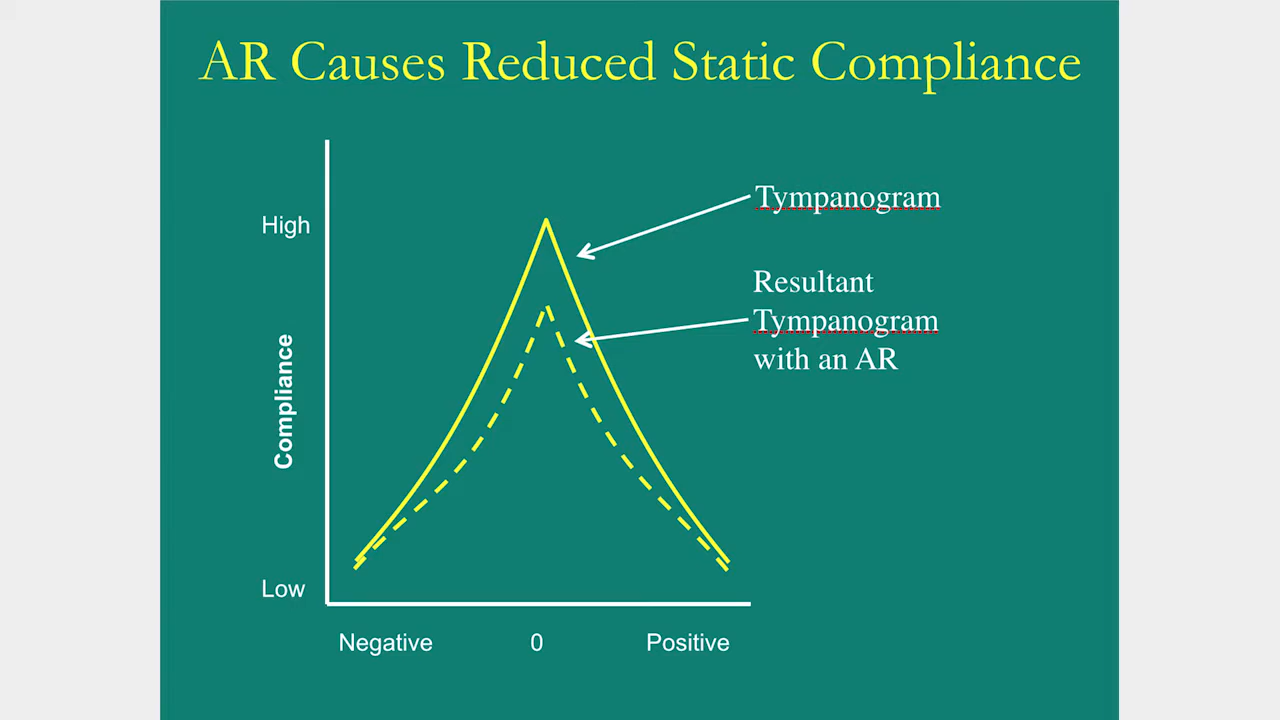 AR Causes Reduced Static Compliance
Tympanogram
High
Resultant
Tympanogram
with an AR
Compliance
Low
Negative
0
Positive